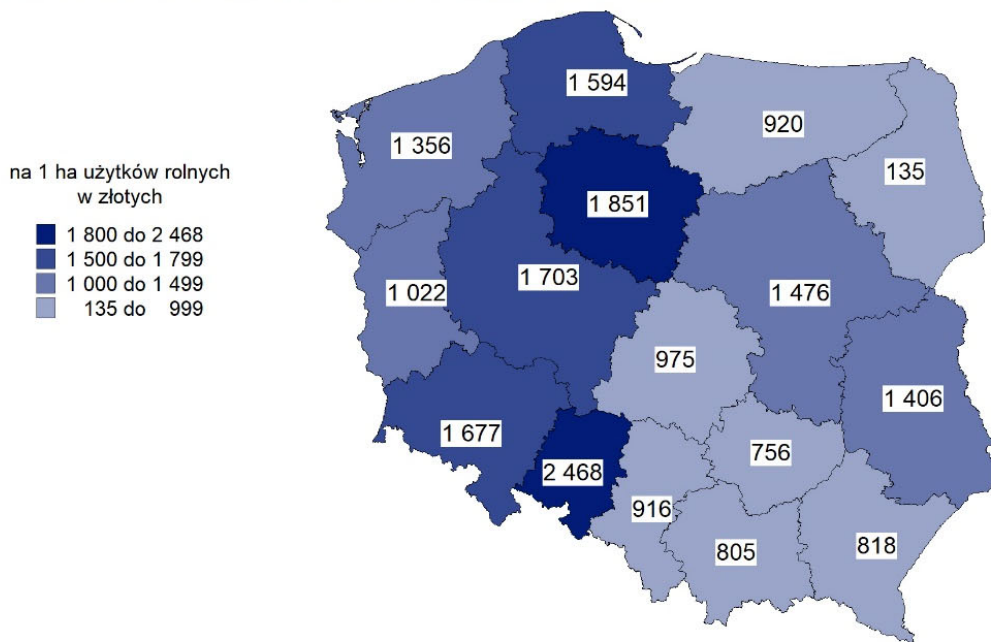 na 1 ha użytków rolnych
w złotych
1 800 do 2 468
1 500 do 1 799
1 000 do 1 499
135 do 999
1 594
920
1 356
135
1 851
1 703
1 022
1 476
975
1 406
1 677
756
2 468
916
805
818